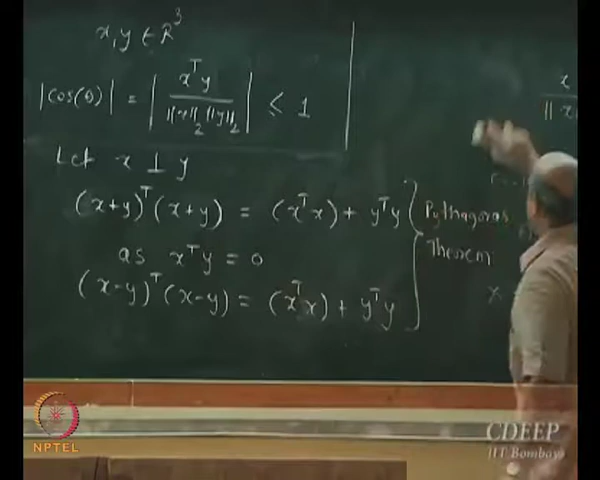 x, y ∈ R³
|cos(θ)| = | xᵀy / ||x||₂ ||y||₂ | ≤ 1
Let x ⊥ y
(x+y)ᵀ(x+y) = (xᵀx) + yᵀy
as xᵀy = 0
(x-y)ᵀ(x-y) = (xᵀx) + yᵀy
Pythagoras
Theorem
x
|| x
NPTEL
CDEEP
IIT Bombay